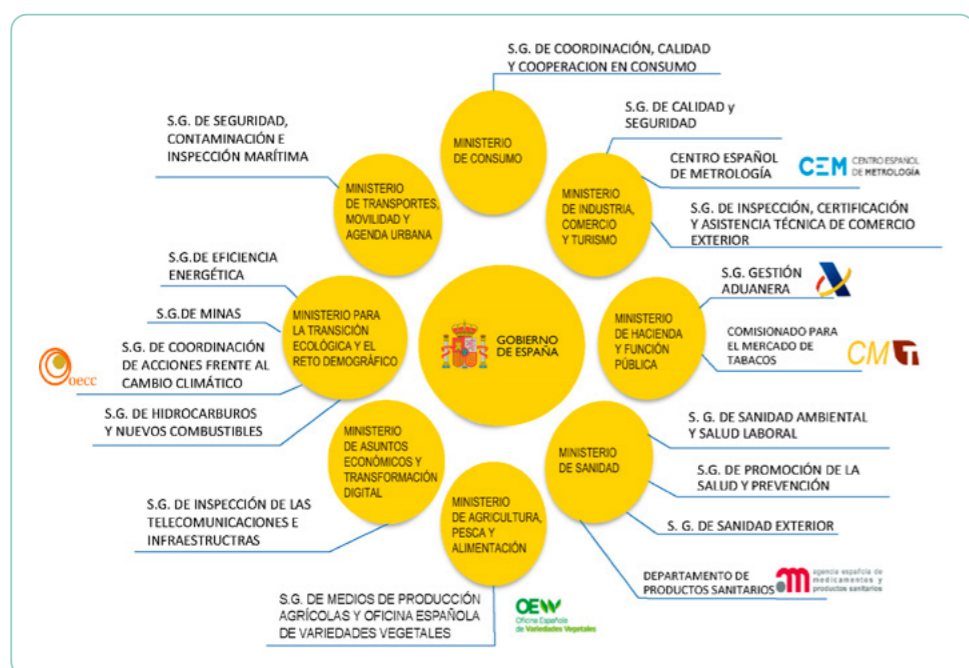 S.G. DE COORDINACIÓN, CALIDAD
Y COOPERACION EN CONSUMO
S.G. DE SEGURIDAD,
CONTAMINACIÓN E
INSPECCIÓN MARÍTIMA
S.G. DE CALIDAD y
SEGURIDAD
MINISTERIO
DE CONSUMO
CENTRO ESPAÑOL
DE METROLOGÍA
CEM
CENTRO ESPAÑOL
DE METROLOGÍA
MINISTERIO
DE TRANSPORTES,
MOVILIDAD Y
AGENDA URBANA
MINISTERIO
DE INDUSTRIA,
COMERCIO
Y TURISMO
S.G. DE INSPECCIÓN, CERTIFICACIÓN
Y ASISTENCIA TÉCNICA DE COMERCIO
EXTERIOR
S.G.DE EFICIENCIA
ENERGÉTICA
S.G. GESTIÓN
ADUANERA
S.G.DE MINAS
MINISTERIO PARA
LA TRANSICIÓN
ECOLÓGICA Y EL
RETO DEMOGRÁFICO
GOBIERNO
DE ESPAÑA
MINISTERIO
DE HACIENDA
Y FUNCIÓN
PÚBLICA
COMISIONADO PARA
EL MERCADO DE
TABACOS
CMT
oecc
S.G. DE COORDINACIÓN
DE ACCIONES FRENTE AL
CAMBIO CLIMÁTICO
S.G. DE HIDROCARBUROS
Y NUEVOS COMBUSTIBLES
S. G. DE SANIDAD AMBIENTAL
Y SALUD LABORAL
MINISTERIO
DE ASUNTOS
ECONÓMICOS Y
TRANSFORMACIÓN
DIGITAL
MINISTERIO
DE SANIDAD
S.G. DE PROMOCIÓN DE LA
SALUD Y PREVENCIÓN
S.G. DE INSPECCIÓN DE LAS
TELECOMUNICACIONES E
INFRAESTRUCTRAS
MINISTERIO
DE AGRICULTURA,
PESCA Y
ALIMENTACIÓN
S. G. DE SANIDAD EXTERIOR
DEPARTAMENTO DE
PRODUCTOS SANITARIOS
agencia española de
medicamentos y
productos sanitarios
S.G. DE MEDIOS DE PRODUCCIÓN
AGRÍCOLAS Y OFICINA ESPAÑOLA
DE VARIEDADES VEGETALES
OEVV
Oficina Española
de Variedades Vegetales